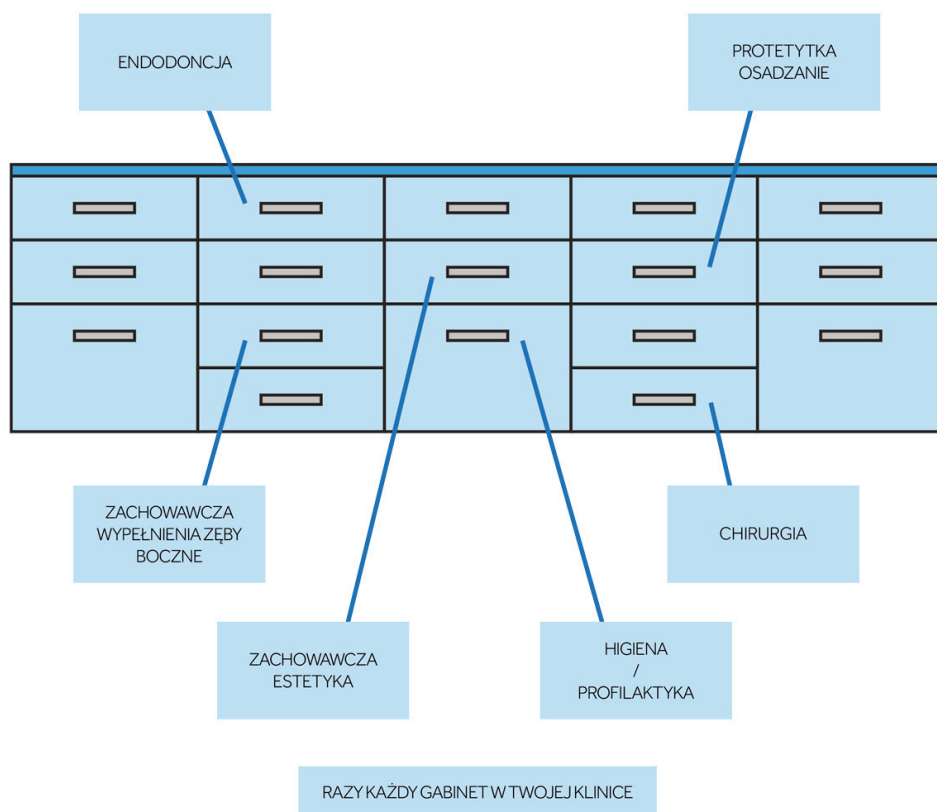 ENDODONCJA
PROTETYTKA
OSADZANIE
ZACHOWAWCZA
WYPEŁNIENIA ZĘBY
BOCZNE
CHIRURGIA
ZACHOWAWCZA
ESTETYKA
HIGIENA
/
PROFILAKTYKA
RAZY KAŻDY GABINET W TWOJEJ KLINICE